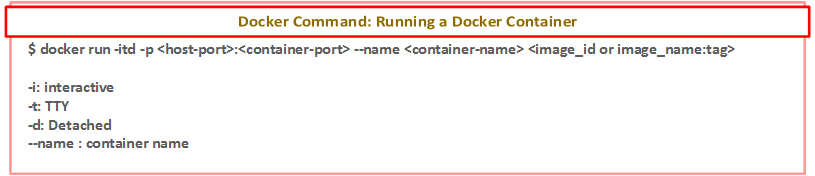 Docker Command: Running a Docker Container
$ docker run -itd -p <host-port>:<container-port> --name <container-name> <image_id or image_name:tag>
-i: interactive
-t: TTY
-d: Detached
--name : container name